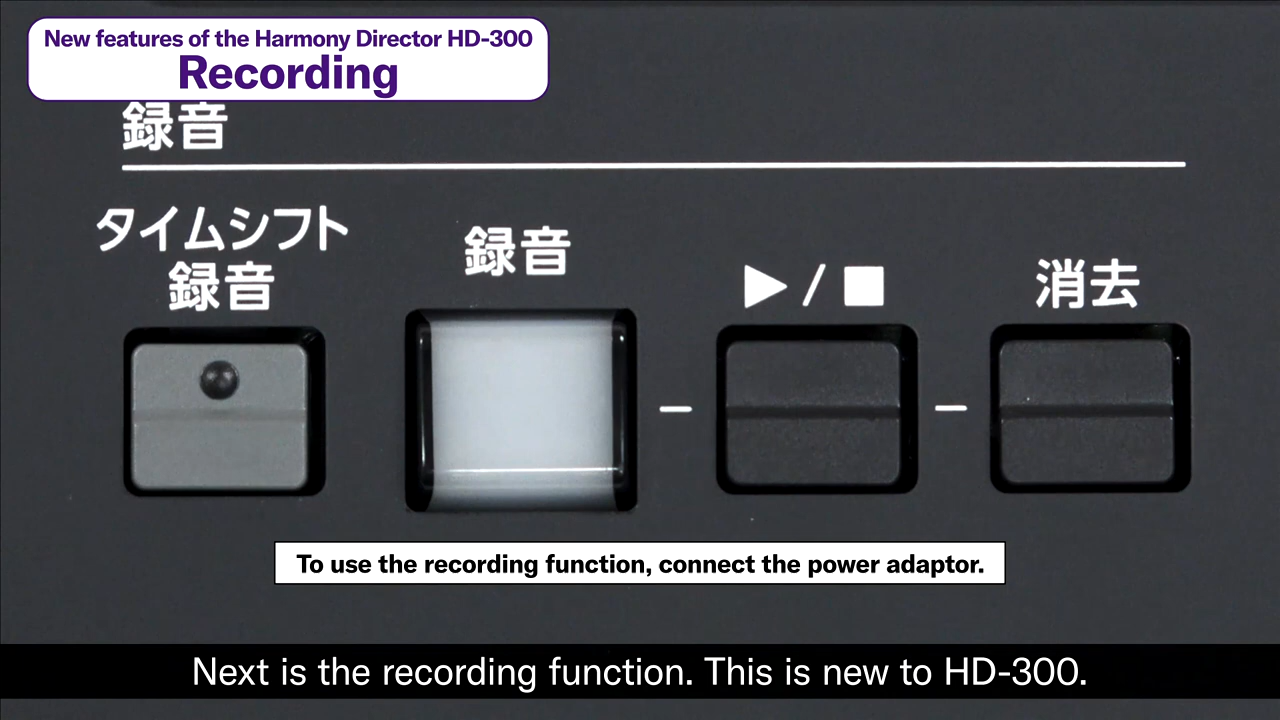 New features of the Harmony Director HD-300
Recording
録音
タイムシフト
録音
録音
▶/■
消去
To use the recording function, connect the power adaptor.
Next is the recording function. This is new to HD-300.